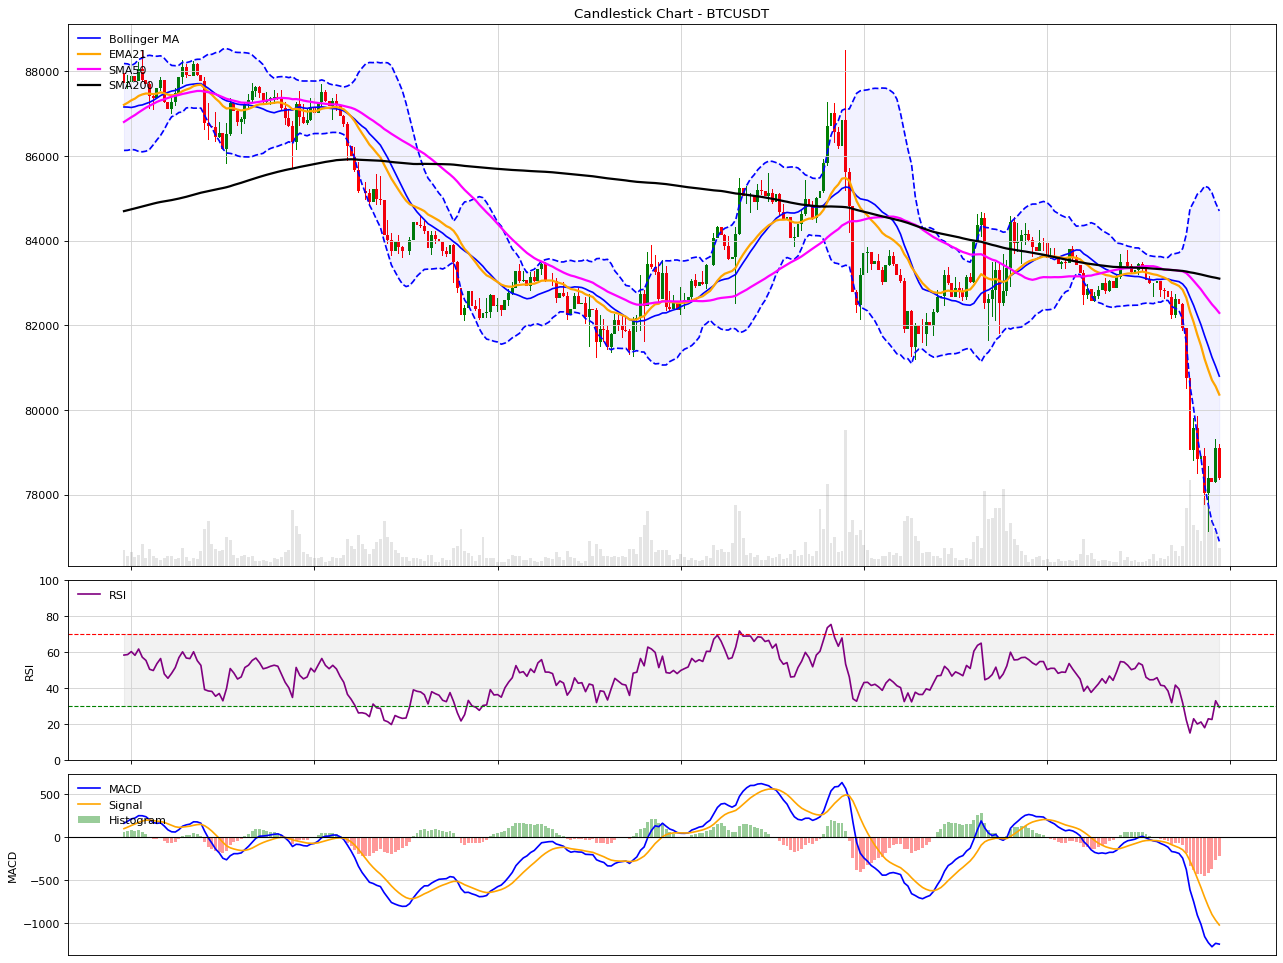 Candlestick Chart - BTCUSDT
Bollinger MA
EMA21
SMA50
SMA200
88000
86000
84000
82000
80000
78000
RSI
100
80
60
40
20
0
RSI
MACD
Signal
Histogram
500
0
−500
−1000
MACD